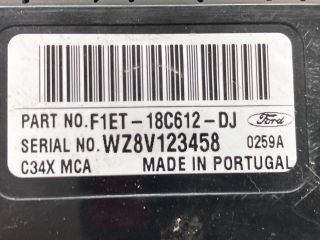 PART NO. F1ET-18C612-DJ Ford
SERIAL NO. WZ8V123458 0259A
C34X MCA MADE IN PORTUGAL